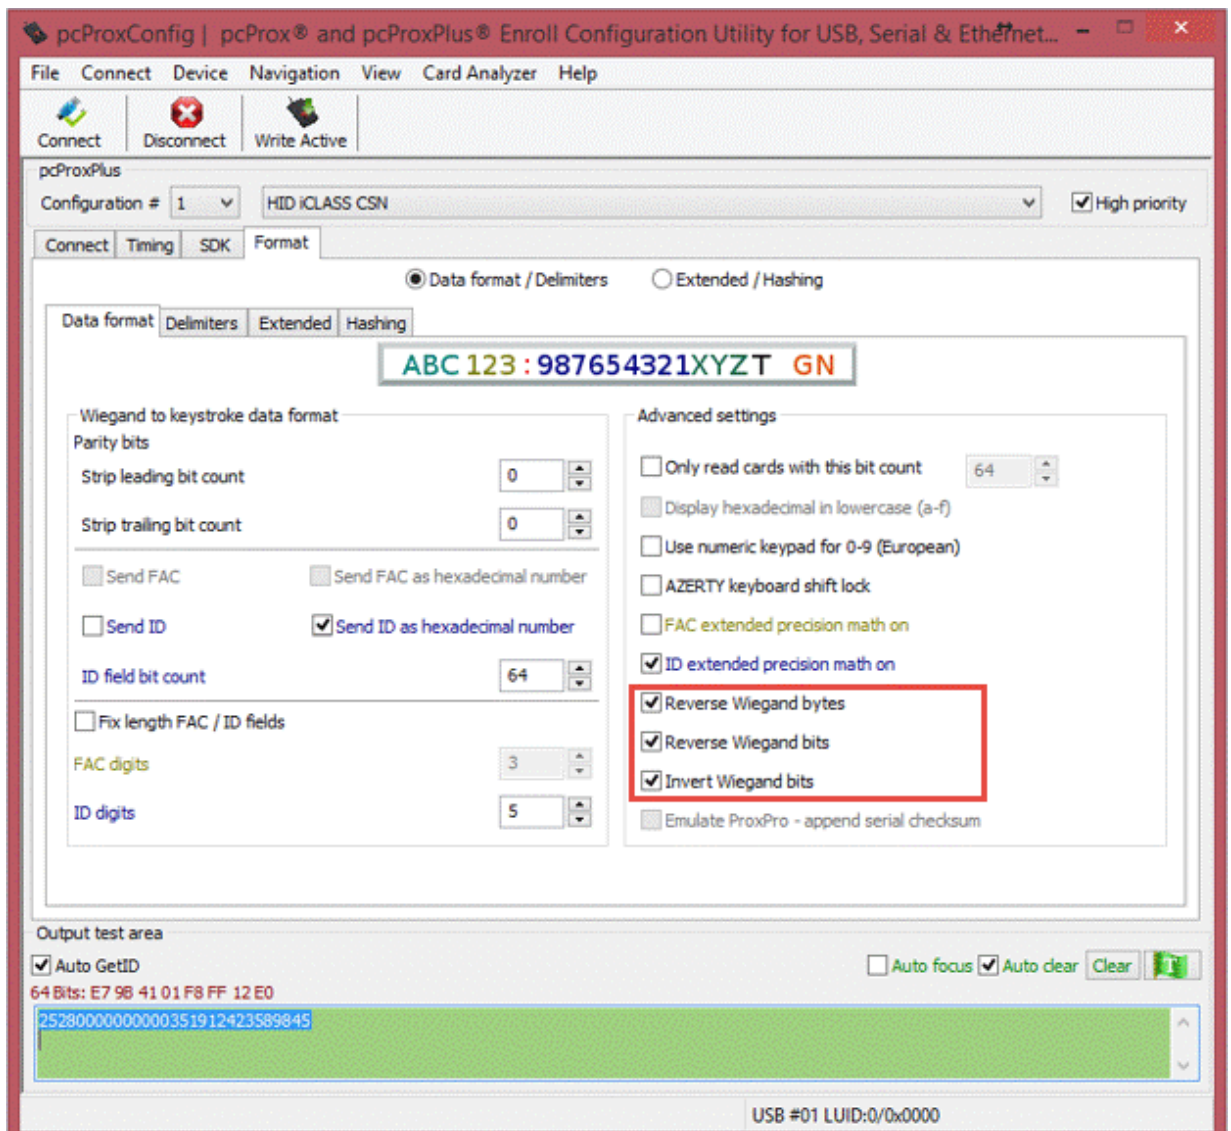 pcProxConfig | pcProx® and pcProxPlus® Enroll Configuration Utility for USB, Serial & Ethernet...
File Connect Device Navigation View Card Analyzer Help
Connect Disconnect Write Active
pcProxPlus
Configuration # 1 HID iCLASS CSN High priority
Connect Timing SDK Format
Data format / Delimiters Extended / Hashing
Data format Delimiters Extended Hashing
ABC 123 : 987654321XYZT GN
Wiegand to keystroke data format
Parity bits
Strip leading bit count 0
Strip trailing bit count 0
Send FAC Send FAC as hexadecimal number
Send ID Send ID as hexadecimal number
ID field bit count 64
Fix length FAC / ID fields
FAC digits 3
ID digits 5
Advanced settings
Only read cards with this bit count 64
Display hexadecimal in lowercase (a-f)
Use numeric keypad for 0-9 (European)
AZERTY keyboard shift lock
FAC extended precision math on
ID extended precision math on
Reverse Wiegand bytes
Reverse Wiegand bits
Invert Wiegand bits
Emulate ProxPro - append serial checksum
Output test area
Auto GetID Auto focus Auto clear Clear
64 Bits: E7 9B 41 01 F8 FF 12 E0
2528000000000351912423589845
USB #01 LUID:0/0x0000